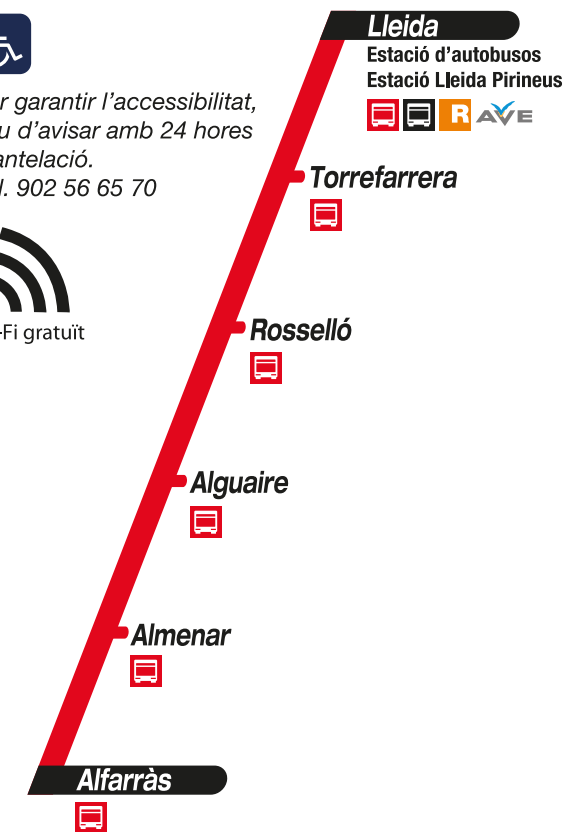 Lleida
Estació d'autobusos
Estació Lleida Pirineus
R AVE
r garantir l'accessibilitat,
u d'avisar amb 24 hores
antelació.
l. 902 56 65 70
-Fi gratuït
Torrefarrera
Rosselló
Alguaire
Almenar
Alfarràs